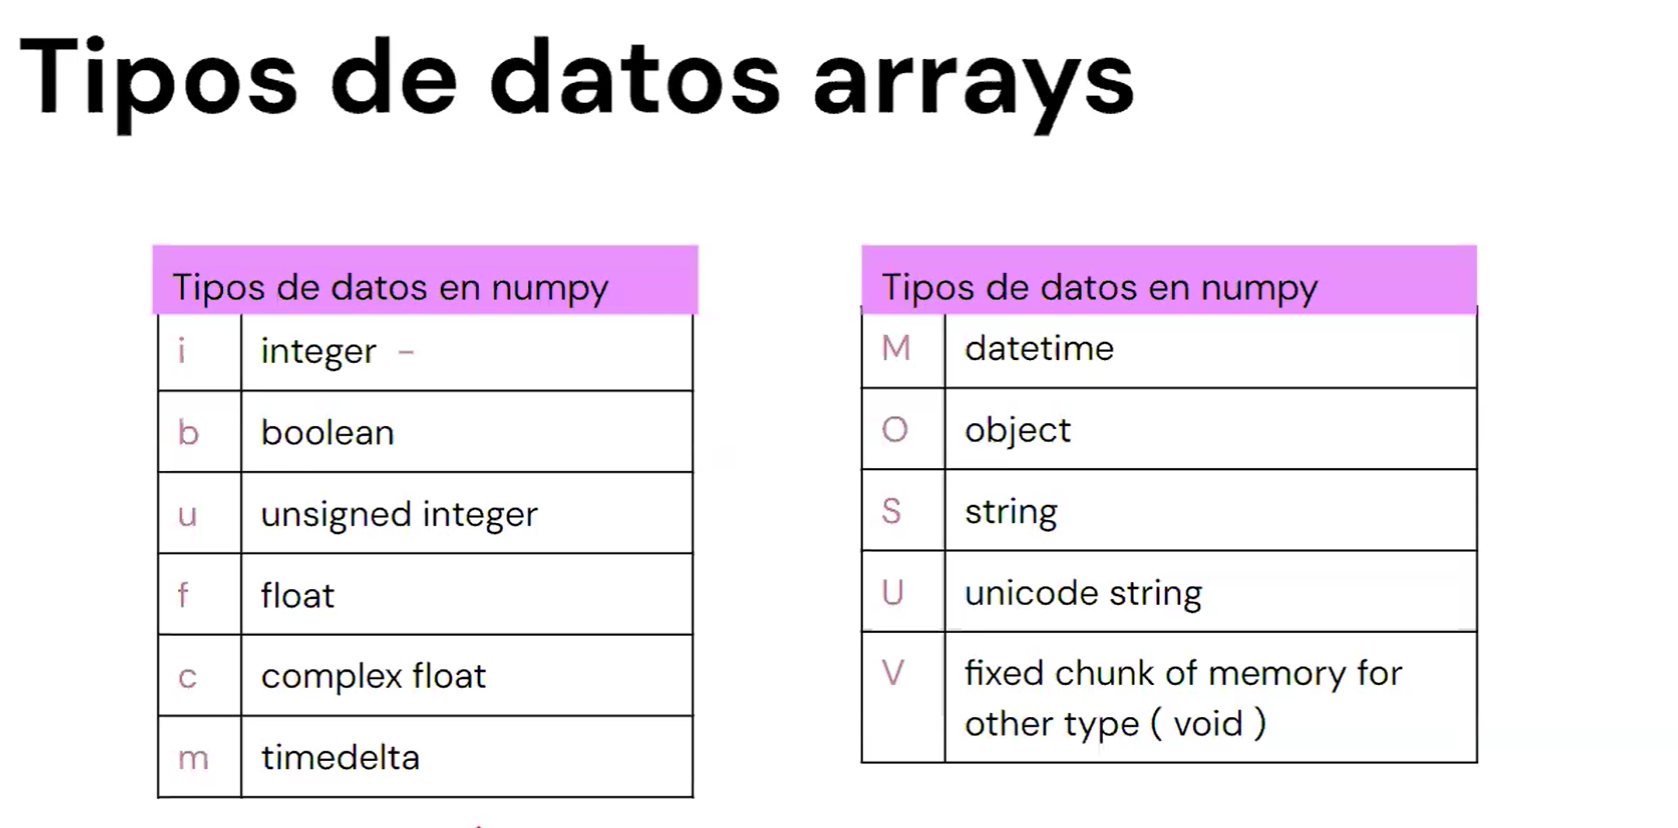 Tipos de datos arrays
Tipos de datos en numpy
i integer -
b boolean
u unsigned integer
f float
c complex float
m timedelta
Tipos de datos en numpy
M datetime
O object
S string
U unicode string
V fixed chunk of memory for
other type ( void )